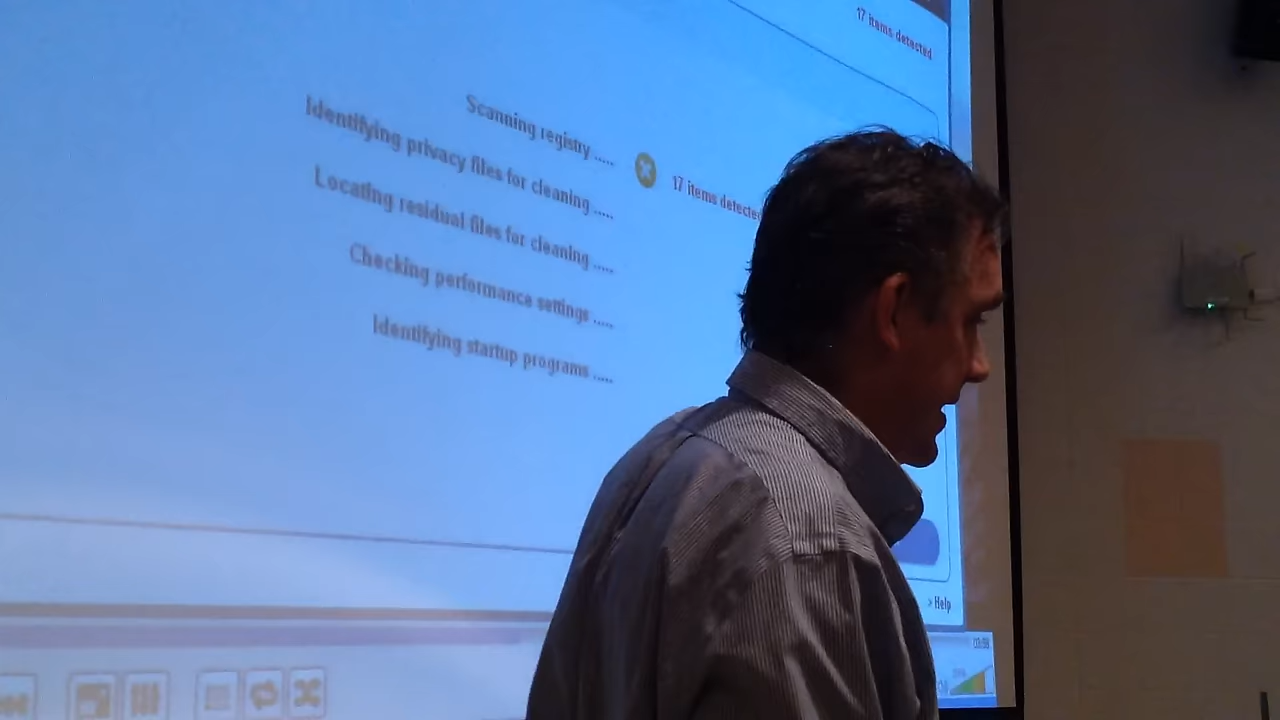 17 items detected
Scanning registry .....
17 items detected
Identifying privacy files for cleaning .....
Locating residual files for cleaning .....
Checking performance settings .....
Identifying startup programs .....
> Help